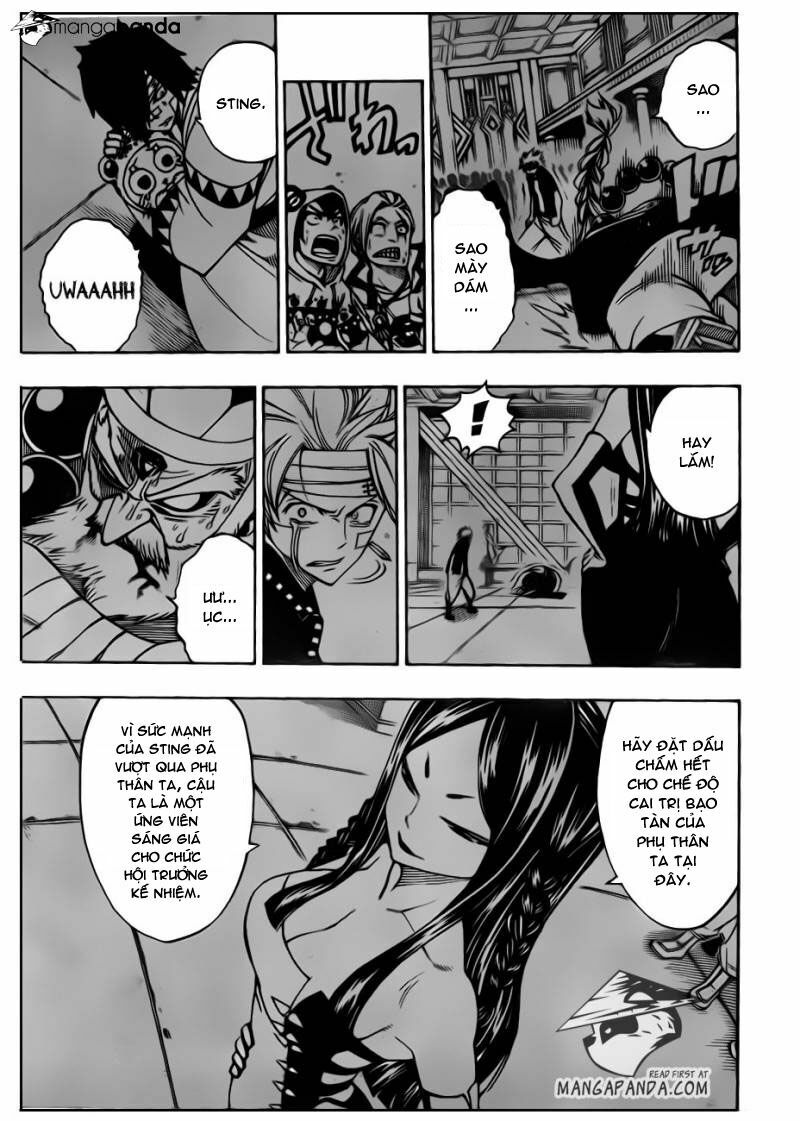 mangapanda
SAO
...
SAO
MÀY
DÁM
...
STING.
UWAAAHH
HAY
LẮM!
!
ƯƯ...
ỤC...
HÃY ĐẶT DẤU
CHẤM HẾT
CHO CHẾ ĐỘ
CAI TRỊ BẠO
TÀN CỦA
PHỤ THÂN
TA TẠI
ĐÂY.
VÌ SỨC MẠNH
CỦA STING ĐÃ
VƯỢT QUA PHỤ
THÂN TA, CẬU
TA LÀ MỘT
ỨNG VIÊN
SÁNG GIÁ
CHO CHỨC
HỘI TRƯỞNG
KẾ NHIỆM.
READ FIRST AT
MANGAPANDA.COM